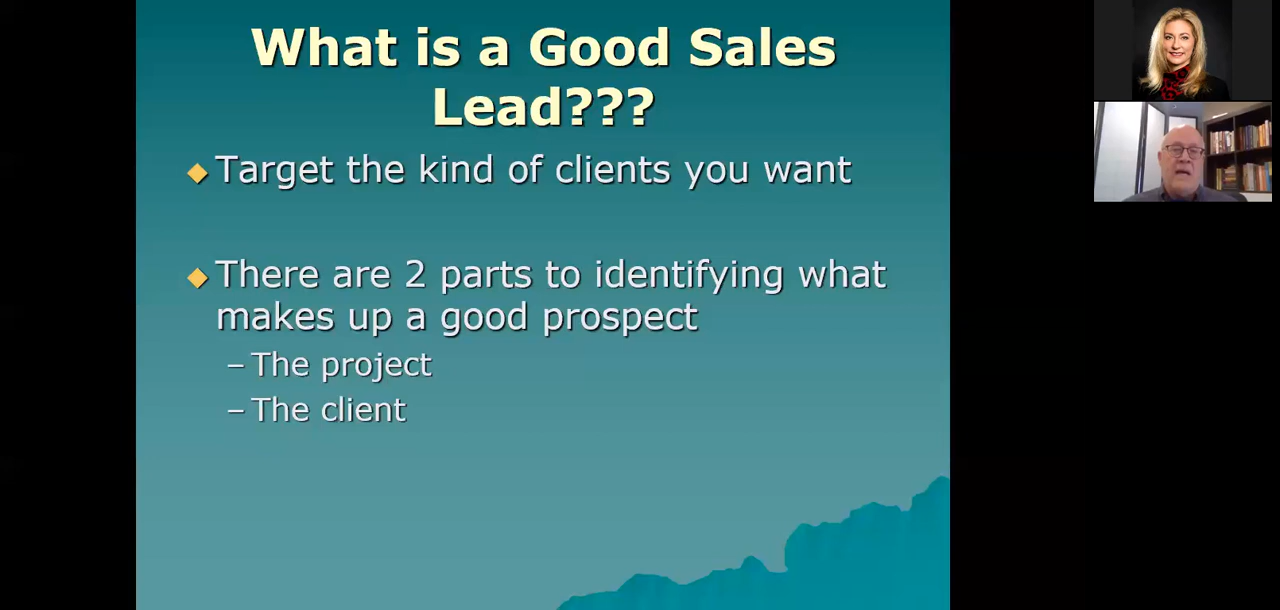 What is a Good Sales
Lead???
Target the kind of clients you want
There are 2 parts to identifying what
makes up a good prospect
– The project
– The client